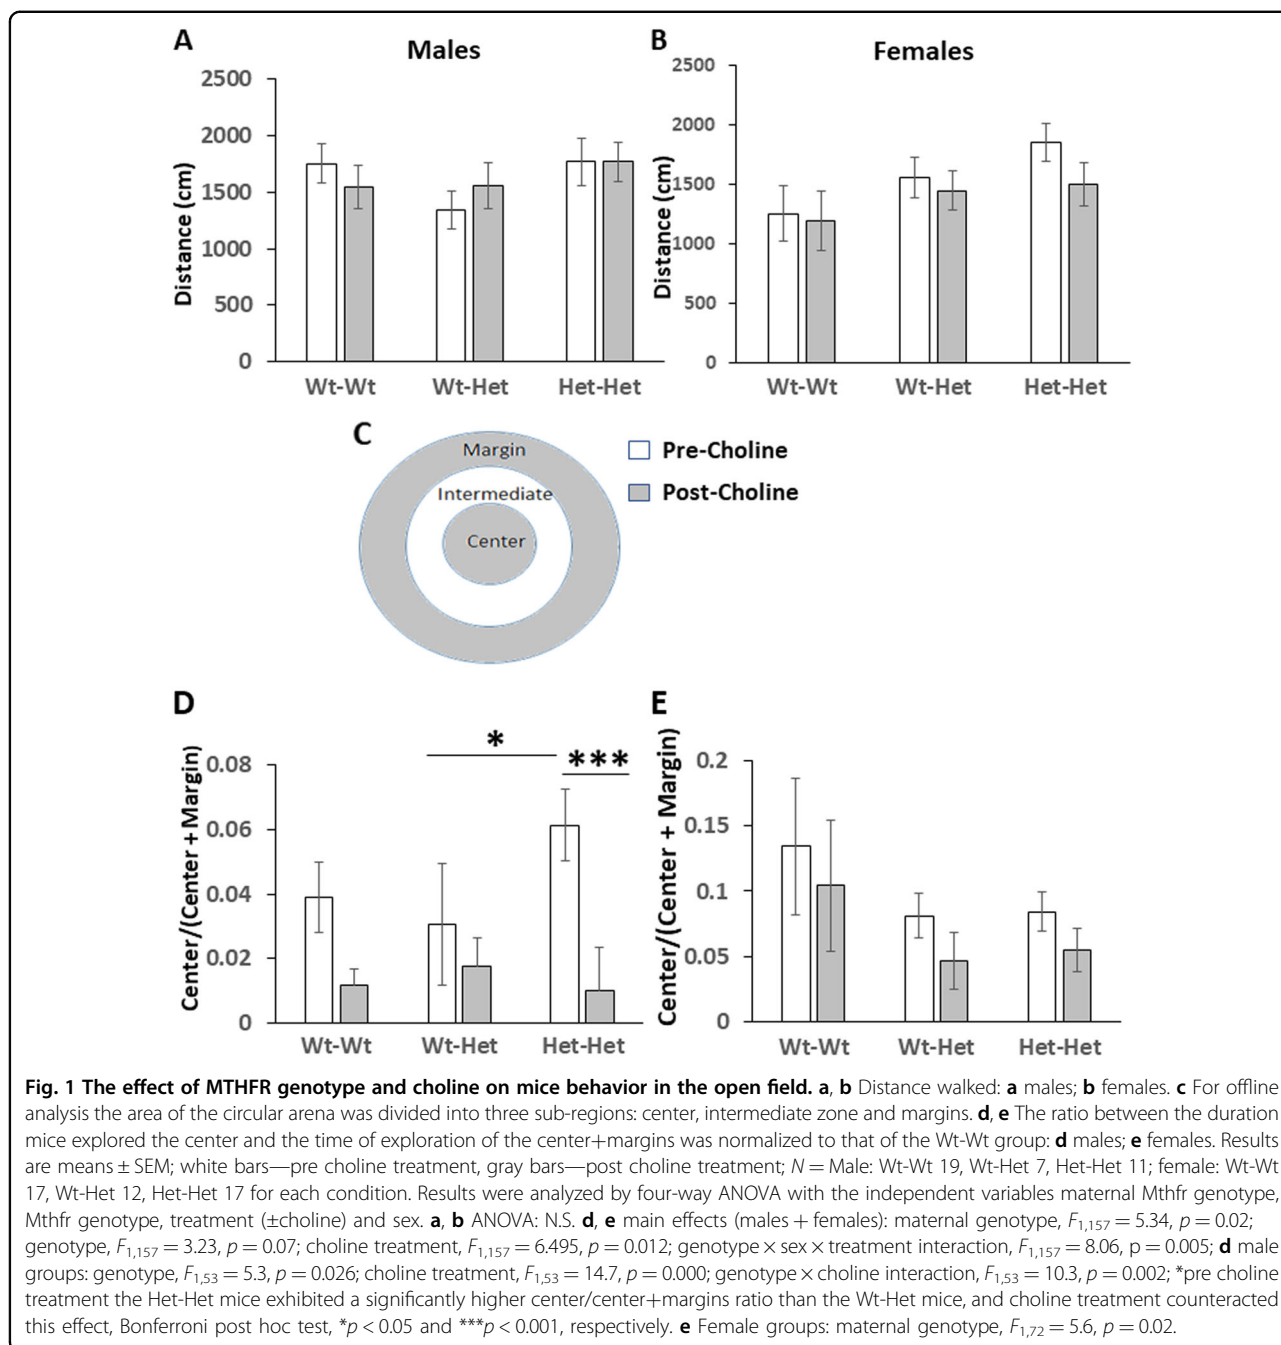 A
Males
2500
2000
1500
1000
500
0
Distance (cm)
Wt-Wt Wt-Het Het-Het
B
Females
2500
2000
1500
1000
500
0
Distance (cm)
Wt-Wt Wt-Het Het-Het
C
Margin
Intermediate
Center
Pre-Choline
Post-Choline
D
* ***
0.08
0.06
0.04
0.02
0
Center/(Center + Margin)
Wt-Wt Wt-Het Het-Het
E
0.2
0.15
0.1
0.05
0
Center/(Center + Margin)
Wt-Wt Wt-Het Het-Het
Fig. 1 The effect of MTHFR genotype and choline on mice behavior in the open field. a, b Distance walked: a males; b females. c For offline
analysis the area of the circular arena was divided into three sub-regions: center, intermediate zone and margins. d, e The ratio between the duration
mice explored the center and the time of exploration of the center+margins was normalized to that of the Wt-Wt group: d males; e females. Results
are means ± SEM; white bars—pre choline treatment, gray bars—post choline treatment; N = Male: Wt-Wt 19, Wt-Het 7, Het-Het 11; female: Wt-Wt
17, Wt-Het 12, Het-Het 17 for each condition. Results were analyzed by four-way ANOVA with the independent variables maternal Mthfr genotype,
Mthfr genotype, treatment (±choline) and sex. a, b ANOVA: N.S. d, e main effects (males + females): maternal genotype, F1,157 = 5.34, p = 0.02;
genotype, F1,157 = 3.23, p = 0.07; choline treatment, F1,157 = 6.495, p = 0.012; genotype × sex × treatment interaction, F1,157 = 8.06, p = 0.005; d male
groups: genotype, F1,53 = 5.3, p = 0.026; choline treatment, F1,53 = 14.7, p = 0.000; genotype × choline interaction, F1,53 = 10.3, p = 0.002; *pre choline
treatment the Het-Het mice exhibited a significantly higher center/center+margins ratio than the Wt-Het mice, and choline treatment counteracted
this effect, Bonferroni post hoc test, *p < 0.05 and ***p < 0.001, respectively. e Female groups: maternal genotype, F1,72 = 5.6, p = 0.02.